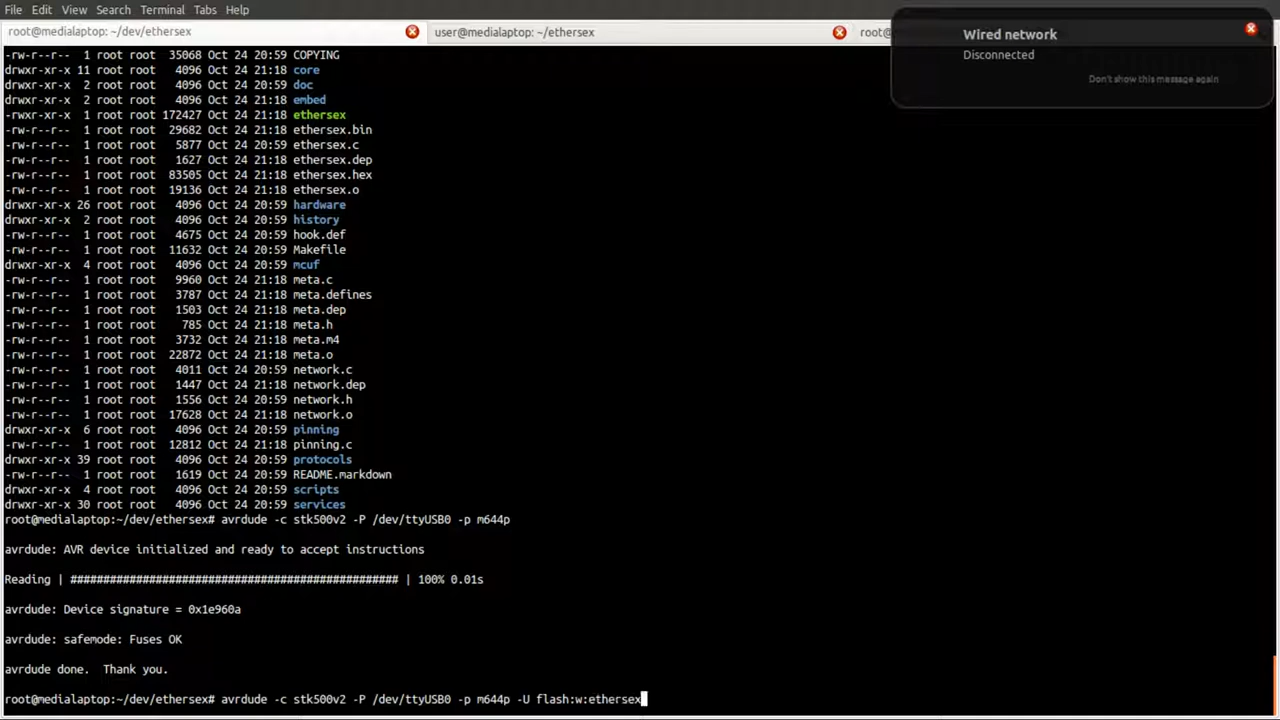 File Edit View Search Terminal Tabs Help
root@medialaptop: ~/dev/ethersex
user@medialaptop: ~/ethersex
root@
Wired network
Disconnected
Don't show this message again
-rw-r--r-- 1 root root 35068 Oct 24 20:59 COPYING
drwxr-xr-x 11 root root 4096 Oct 24 21:18 core
drwxr-xr-x 2 root root 4096 Oct 24 20:59 doc
drwxr-xr-x 2 root root 4096 Oct 24 21:18 embed
-rwxr-xr-x 1 root root 172427 Oct 24 21:18 ethersex
-rw-r--r-- 1 root root 29682 Oct 24 21:18 ethersex.bin
-rw-r--r-- 1 root root 5877 Oct 24 20:59 ethersex.c
-rw-r--r-- 1 root root 1627 Oct 24 21:18 ethersex.dep
-rw-r--r-- 1 root root 83505 Oct 24 21:18 ethersex.hex
-rw-r--r-- 1 root root 19136 Oct 24 21:18 ethersex.o
drwxr-xr-x 26 root root 4096 Oct 24 20:59 hardware
drwxr-xr-x 2 root root 4096 Oct 24 20:59 history
-rw-r--r-- 1 root root 4675 Oct 24 21:18 hook.def
-rw-r--r-- 1 root root 11632 Oct 24 20:59 Makefile
drwxr-xr-x 4 root root 4096 Oct 24 20:59 mcuf
-rw-r--r-- 1 root root 9960 Oct 24 21:18 meta.c
-rw-r--r-- 1 root root 3787 Oct 24 21:18 meta.defines
-rw-r--r-- 1 root root 1503 Oct 24 21:18 meta.dep
-rw-r--r-- 1 root root 785 Oct 24 21:18 meta.h
-rw-r--r-- 1 root root 3732 Oct 24 21:18 meta.m4
-rw-r--r-- 1 root root 22872 Oct 24 21:18 meta.o
-rw-r--r-- 1 root root 4011 Oct 24 20:59 network.c
-rw-r--r-- 1 root root 1447 Oct 24 21:18 network.dep
-rw-r--r-- 1 root root 1556 Oct 24 20:59 network.h
-rw-r--r-- 1 root root 17628 Oct 24 21:18 network.o
drwxr-xr-x 6 root root 4096 Oct 24 20:59 pinning
-rw-r--r-- 1 root root 12812 Oct 24 21:18 pinning.c
drwxr-xr-x 39 root root 4096 Oct 24 20:59 protocols
-rw-r--r-- 1 root root 1619 Oct 24 20:59 README.markdown
drwxr-xr-x 4 root root 4096 Oct 24 20:59 scripts
drwxr-xr-x 30 root root 4096 Oct 24 20:59 services
root@medialaptop:~/dev/ethersex# avrdude -c stk500v2 -P /dev/ttyUSB0 -p m644p
avrdude: AVR device initialized and ready to accept instructions
Reading | ################################################## | 100% 0.01s
avrdude: Device signature = 0x1e960a
avrdude: safemode: Fuses OK
avrdude done. Thank you.
root@medialaptop:~/dev/ethersex# avrdude -c stk500v2 -P /dev/ttyUSB0 -p m644p -U flash:w:ethersex